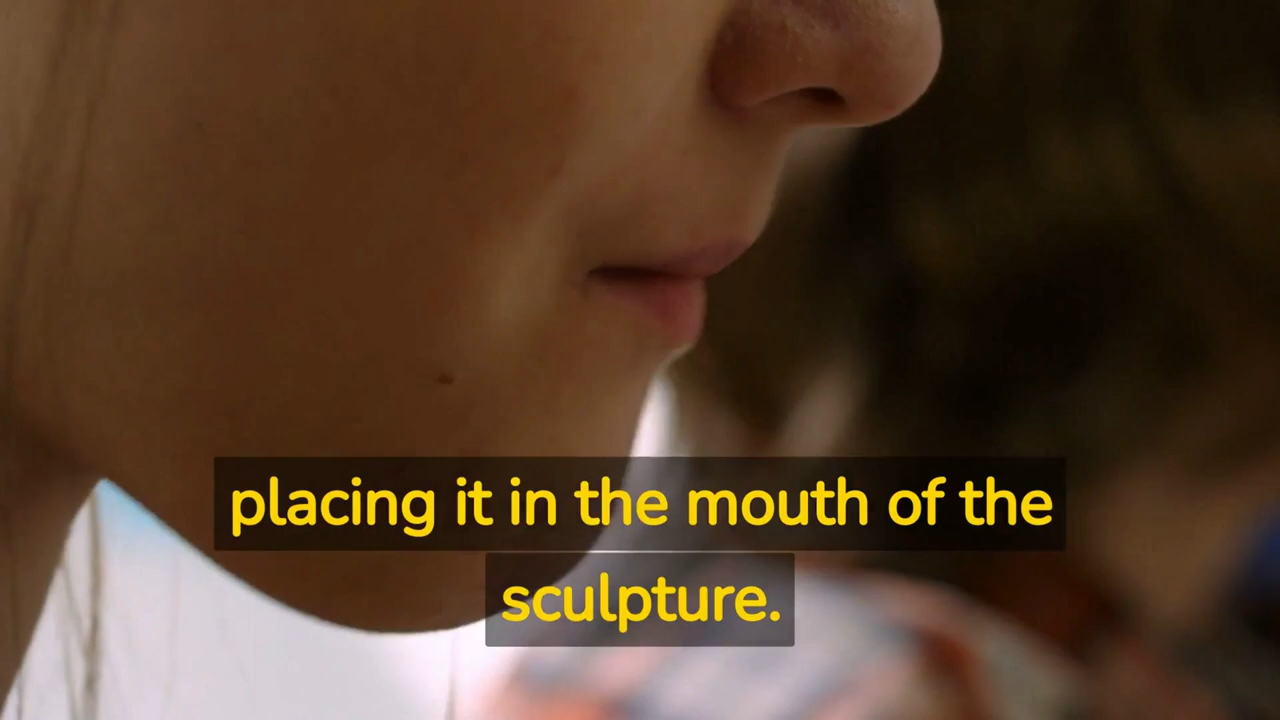 placing it in the mouth of the
sculpture.